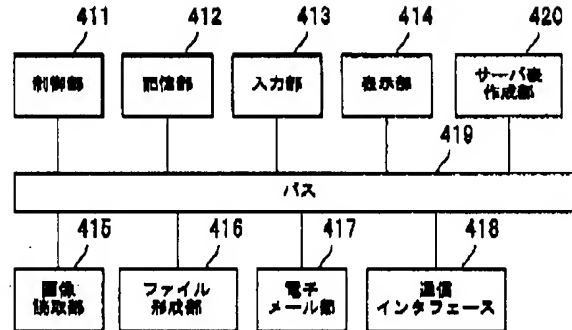 411
412
413
414
420
制御部
記憶部
入力部
表示部
サーバ表
作成部
419
バス
415
416
417
418
画像
読取部
ファイル
形成部
電子
メール部
通信
インタフェース